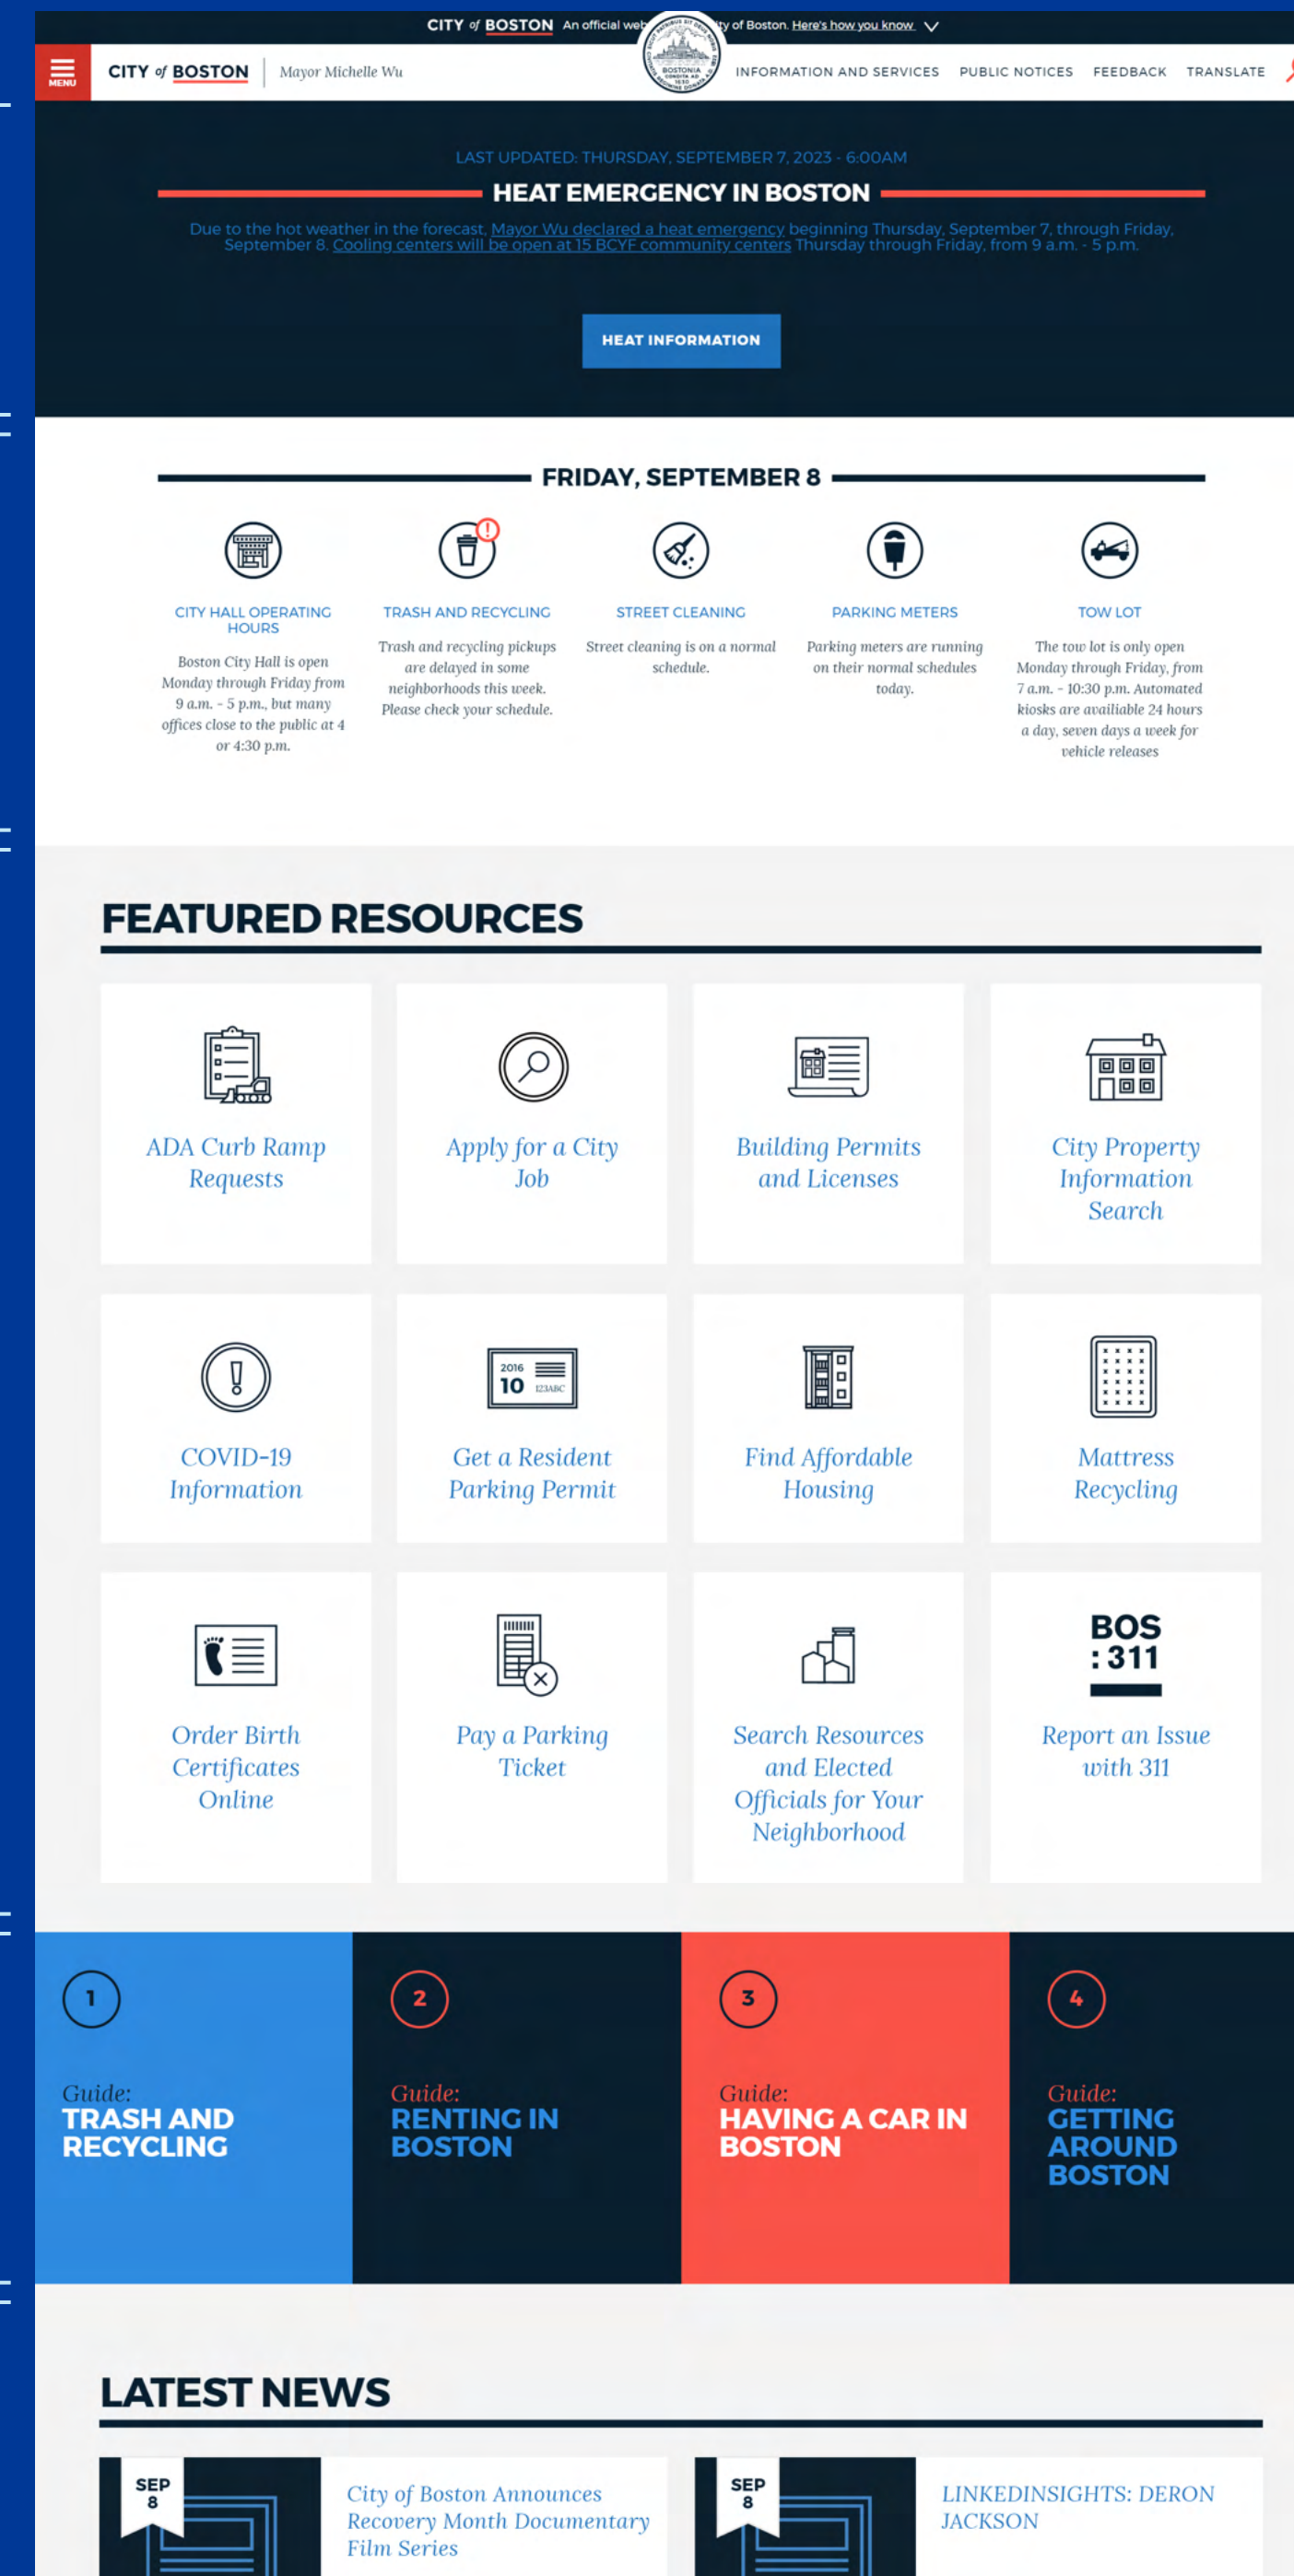 CITY of BOSTON An official web
ty of Boston. Here's how you know
MENU
CITY of BOSTON
Mayor Michelle Wu
BOSTONIA
CONDITA AD
1630
INFORMATION AND SERVICES
PUBLIC NOTICES
FEEDBACK
TRANSLATE
LAST UPDATED: THURSDAY, SEPTEMBER 7, 2023 - 6:00AM
HEAT EMERGENCY IN BOSTON
Due to the hot weather in the forecast, Mayor Wu declared a heat emergency beginning Thursday, September 7, through Friday,
September 8. Cooling centers will be open at 15 BCYF community centers Thursday through Friday, from 9 a.m. - 5 p.m.
HEAT INFORMATION
FRIDAY, SEPTEMBER 8
CITY HALL OPERATING
HOURS
Boston City Hall is open
Monday through Friday from
9 a.m. - 5 p.m., but many
offices close to the public at 4
or 4:30 p.m.
TRASH AND RECYCLING
Trash and recycling pickups
are delayed in some
neighborhoods this week.
Please check your schedule.
STREET CLEANING
Street cleaning is on a normal
schedule.
PARKING METERS
Parking meters are running
on their normal schedules
today.
TOW LOT
The tow lot is only open
Monday through Friday, from
7 a.m. - 10:30 p.m. Automated
kiosks are availiable 24 hours
a day, seven days a week for
vehicle releases
FEATURED RESOURCES
ADA Curb Ramp
Requests
Apply for a City
Job
Building Permits
and Licenses
City Property
Information
Search
COVID-19
Information
2016
10 123ABC
Get a Resident
Parking Permit
Find Affordable
Housing
Mattress
Recycling
Order Birth
Certificates
Online
Pay a Parking
Ticket
Search Resources
and Elected
Officials for Your
Neighborhood
BOS
:311
Report an Issue
with 311
1
Guide:
TRASH AND
RECYCLING
2
Guide:
RENTING IN
BOSTON
3
Guide:
HAVING A CAR IN
BOSTON
4
Guide:
GETTING
AROUND
BOSTON
LATEST NEWS
SEP
8
City of Boston Announces
Recovery Month Documentary
Film Series
SEP
8
LINKEDINSIGHTS: DERON
JACKSON